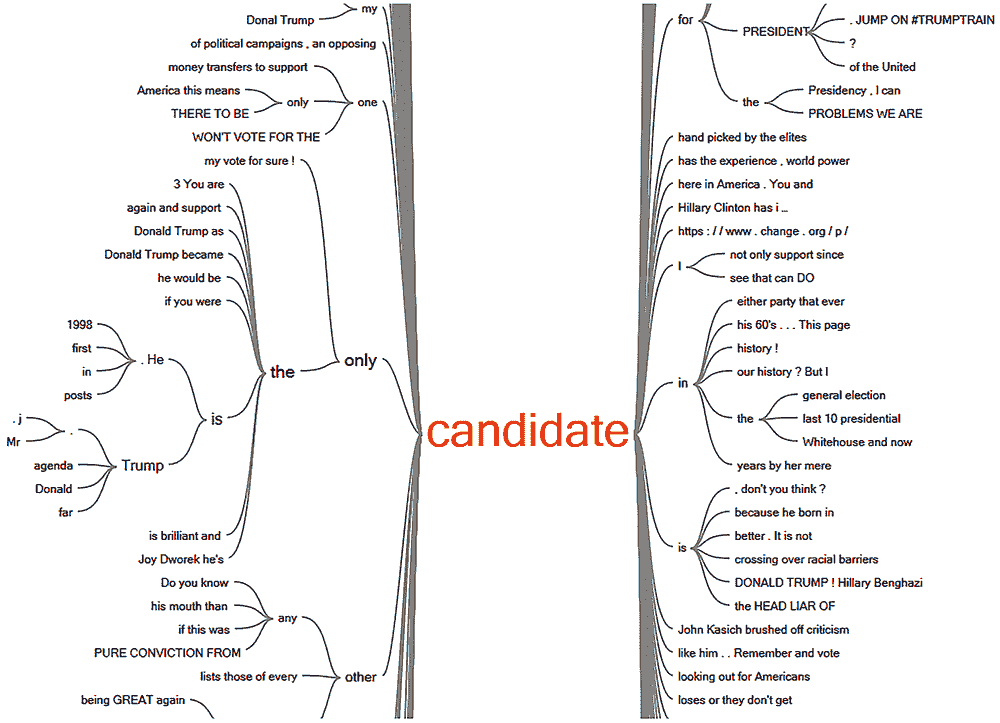 my
Donal Trump
of political campaigns , an opposing
money transfers to support
America this means
only
one
THERE TO BE
WON'T VOTE FOR THE
my vote for sure !
3 You are
again and support
Donald Trump as
Donald Trump became
he would be
if you were
1998
first
. He
in
posts
the
only
is
. j
.
Mr
agenda
Trump
Donald
far
is brilliant and
Joy Dworek he's
Do you know
his mouth than
any
if this was
PURE CONVICTION FROM
lists those of every
other
being GREAT again
candidate
for
PRESIDENT
. JUMP ON #TRUMPTRAIN
?
of the United
the
Presidency , I can
PROBLEMS WE ARE
hand picked by the elites
has the experience , world power
here in America . You and
Hillary Clinton has i ...
https : / / www . change . org / p /
I
not only support since
see that can DO
in
either party that ever
his 60's . . . This page
history !
our history ? But I
the
general election
last 10 presidential
Whitehouse and now
years by her mere
is
, don't you think ?
because he born in
better . It is not
crossing over racial barriers
DONALD TRUMP ! Hillary Benghazi
the HEAD LIAR OF
John Kasich brushed off criticism
like him . . Remember and vote
looking out for Americans
loses or they don't get